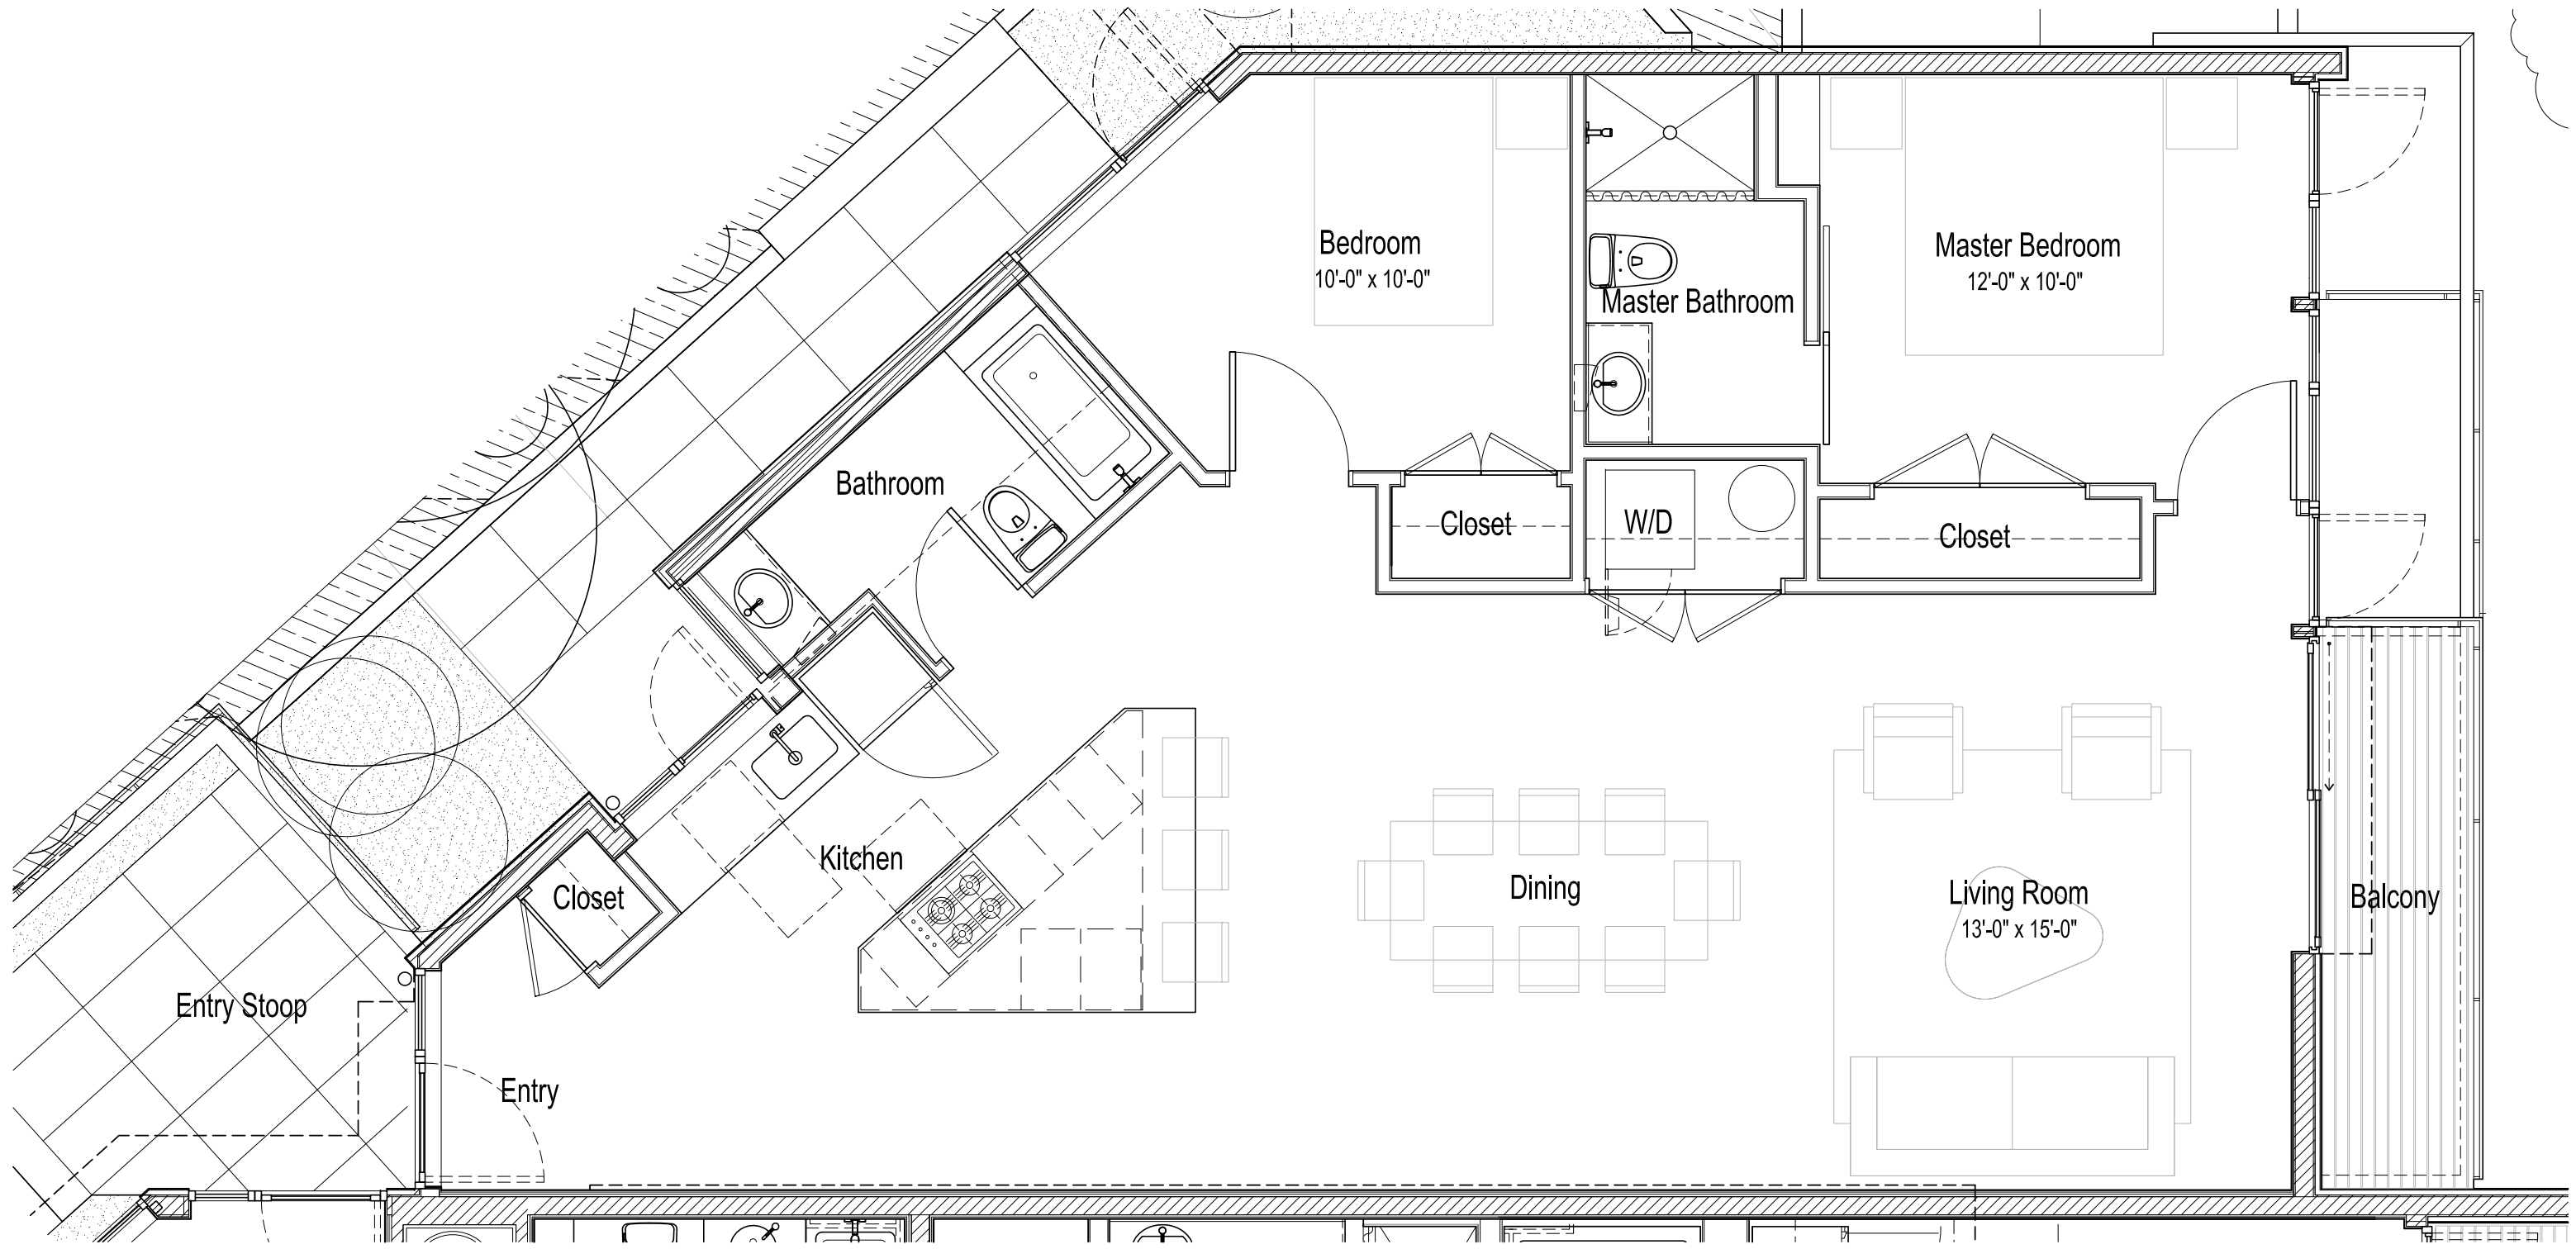 Bedroom
10'-0" x 10'-0"
Master Bedroom
12'-0" x 10'-0"
Master Bathroom
Bathroom
Closet
W/D
Closet
Kitchen
Closet
Dining
Living Room
13'-0" x 15'-0"
Balcony
Entry Stoop
Entry